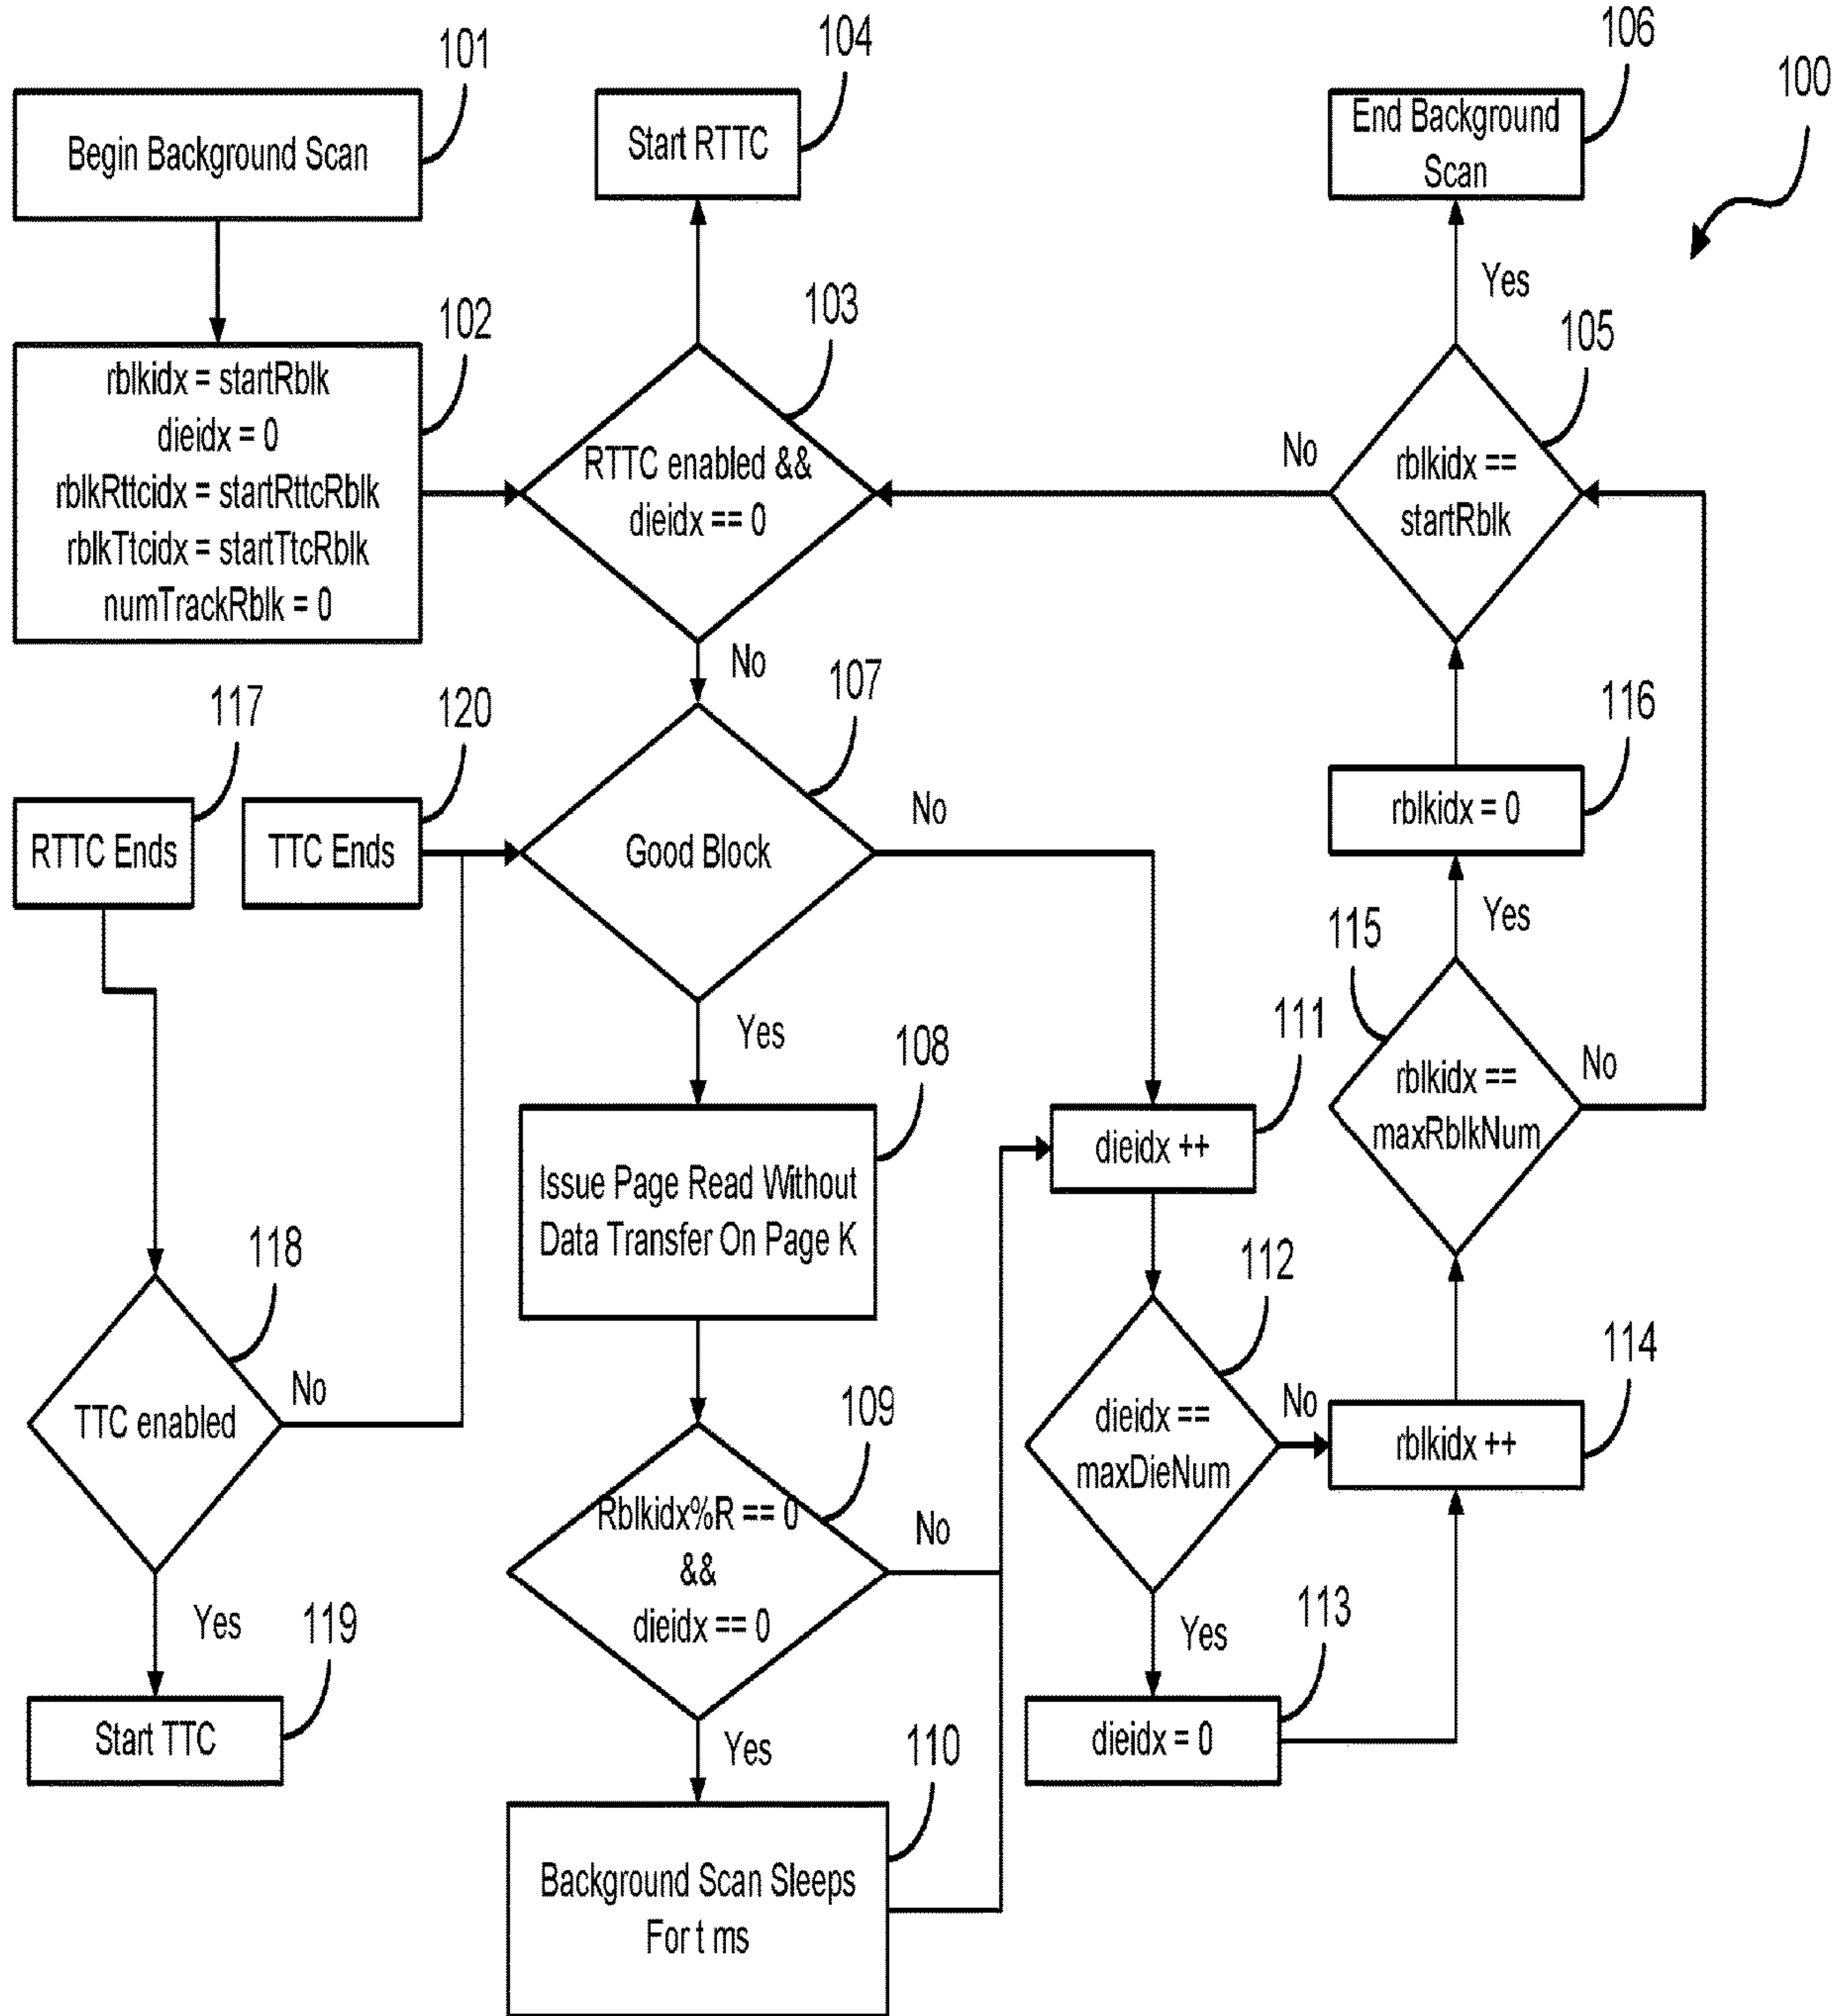 101
104
106
100
Begin Background Scan
Start RTTC
End Background
Scan
Yes
102
103
105
rblkidx = startRblk
dieidx = 0
rblkRttcidx = startRttcRblk
rblkTtcidx = startTtcRblk
numTrackRblk = 0
RTTC enabled &&
dieidx == 0
No
rblkidx ==
startRblk
No
117
120
107
116
RTTC Ends
TTC Ends
Good Block
No
rblkidx = 0
Yes
115
Yes
108
111
rblkidx ==
maxRblkNum
No
Issue Page Read Without
Data Transfer On Page K
dieidx ++
118
112
114
TTC enabled
No
109
dieidx ==
maxDieNum
No
rblkidx ++
Rblkidx%R == 0
&&
dieidx == 0
No
Yes
119
Yes
113
Start TTC
Yes
110
dieidx = 0
Background Scan Sleeps
For t ms